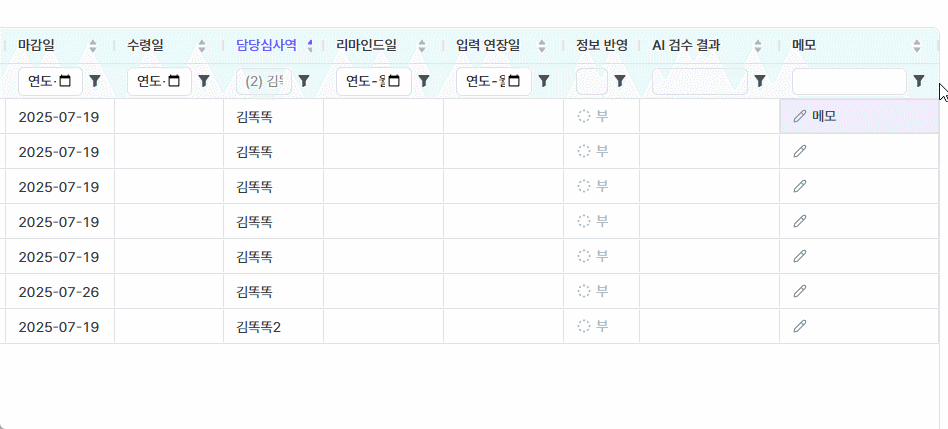 마감일 수령일 담당심사역 리마인드일 입력 연장일 정보 반영 AI 검수 결과 메모
연도- 연도- (2) 연도- 연도-
2025-07-19 김똑똑 부 메모
2025-07-19 김똑똑 부
2025-07-19 김똑똑 부
2025-07-19 김똑똑 부
2025-07-19 김똑똑 부
2025-07-26 김똑똑 부
2025-07-19 김똑똑2 부